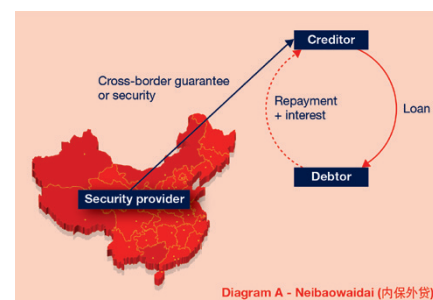 Creditor
Cross-border guarantee
or security
Repayment
+ interest
Loan
Debtor
Security provider
Diagram A - Neibaowaidai (内保外贷)